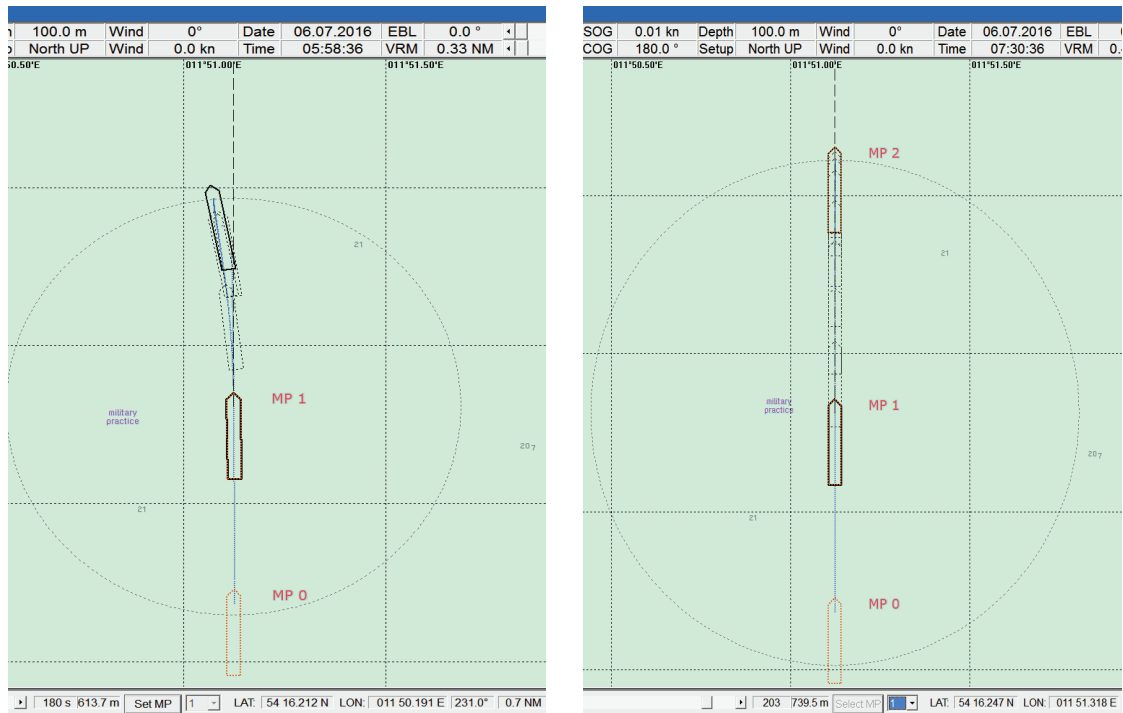 100.0 m Wind 0° Date 06.07.2016 EBL 0.0 °
North UP Wind 0.0 kn Time 05:58:36 VRM 0.33 NM
0.50'E 011°51.00'E 011°51.50'E
21
MP 1
military
practice
20 7
21
MP 0
180 s 613.7 m Set MP 1 LAT: 54 16.212 N LON: 011 50.191 E 231.0° 0.7 NM
SOG 0.01 kn Depth 100.0 m Wind 0° Date 06.07.2016 EBL
COG 180.0 ° Setup North UP Wind 0.0 kn Time 07:30:36 VRM
011°50.50'E 011°51.00'E 011°51.50'E
MP 2
21
military
practice
MP 1
20 7
21
MP 0
203 739.5 m Select MP 1 LAT: 54 16.247 N LON: 011 51.318 E